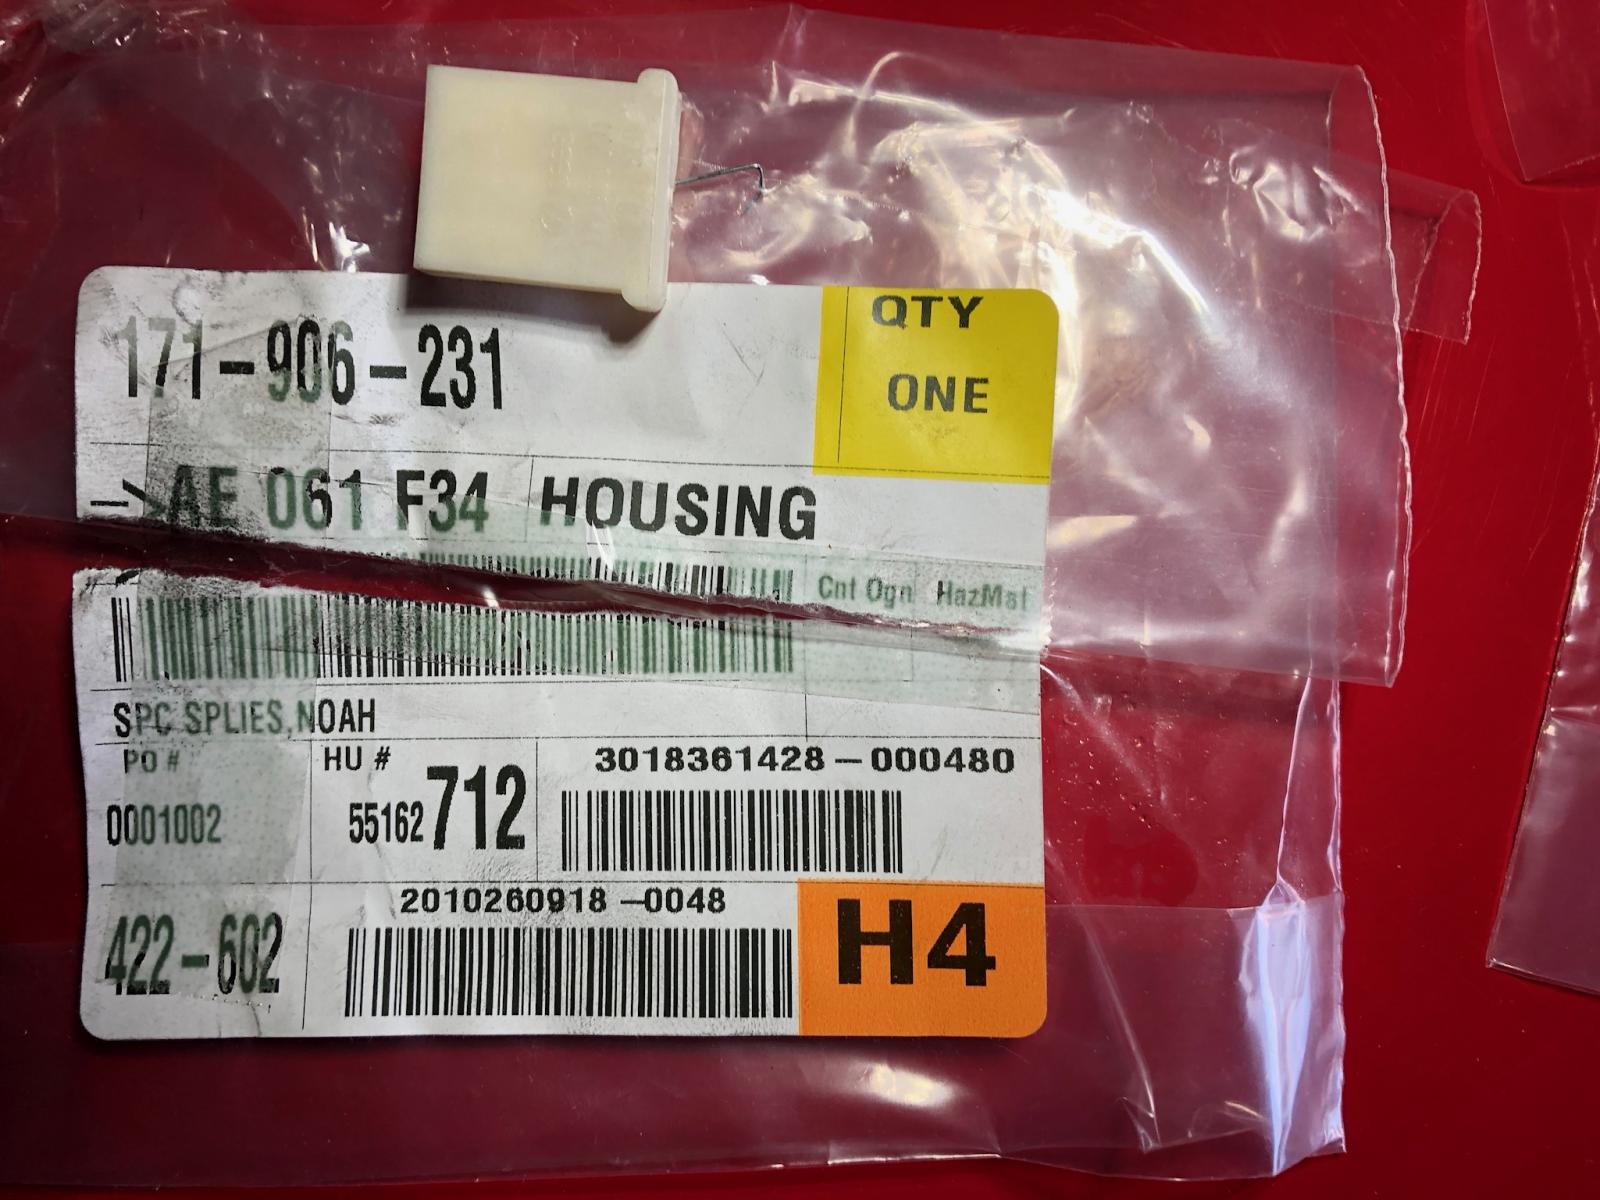 QTY
ONE
171-906-231
->AE 061 F34 HOUSING
Cnt Ogn HazMat
SPC SPLIES,NOAH
PO #
HU #
3018361428-000480
0001002
55162712
2010260918-0048
422-602
H4